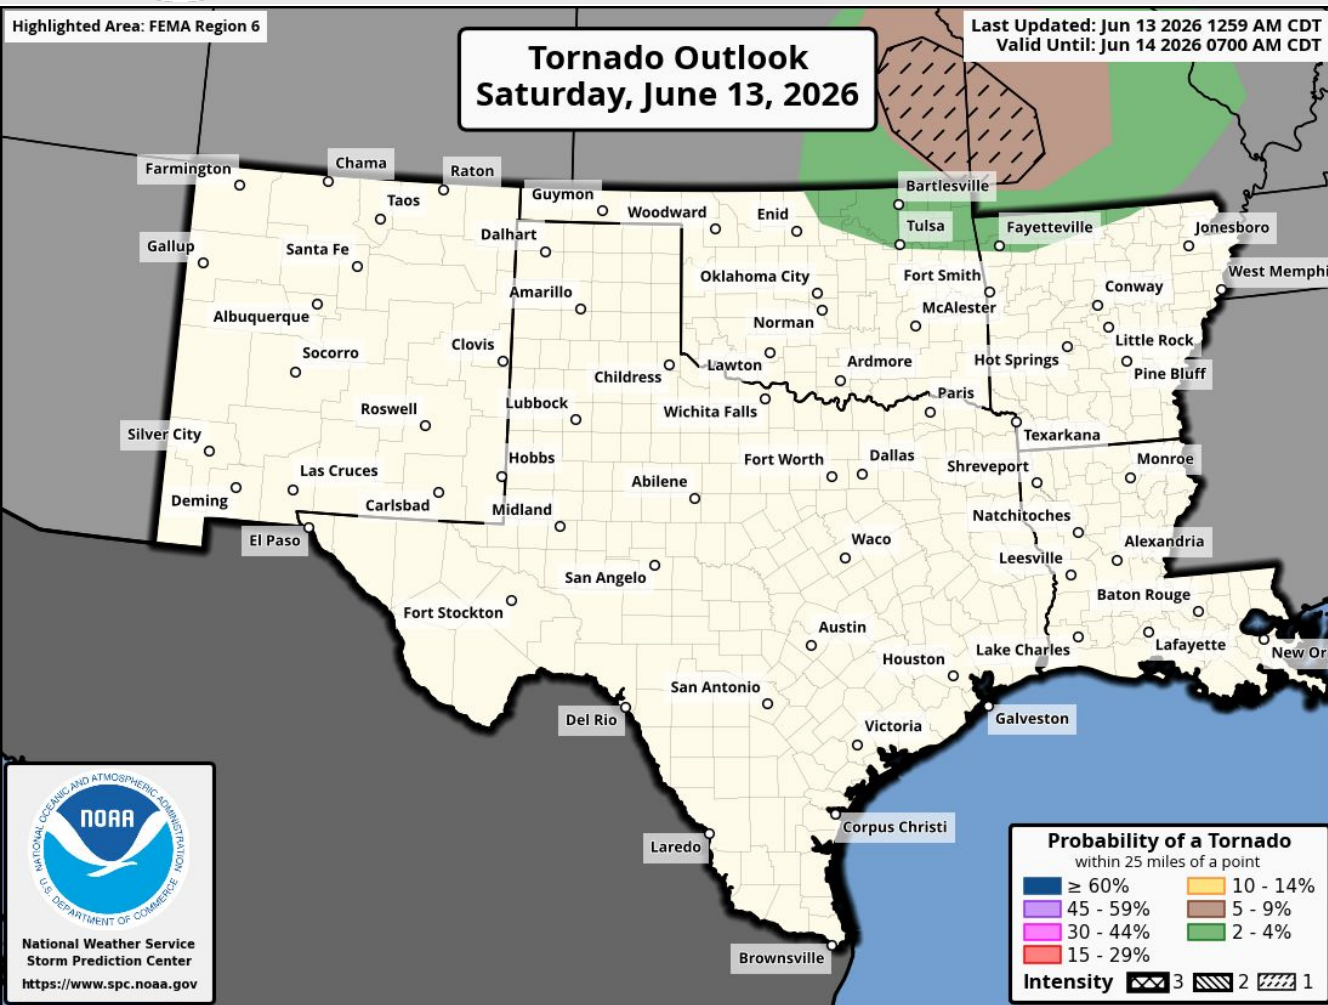 Highlighted Area: FEMA Region 6
Tornado Outlook
Saturday, June 13, 2026
Last Updated: Jun 13 2026 1259 AM CDT
Valid Until: Jun 14 2026 0700 AM CDT
Farmington
Chama
Raton
Taos
Guymon
Woodward
Enid
Bartlesville
Tulsa
Fayetteville
Jonesboro
Gallup
Santa Fe
Dalhart
Oklahoma City
Fort Smith
West Memphi
Albuquerque
Amarillo
Norman
McAlester
Conway
Socorro
Clovis
Childress
Lawton
Ardmore
Hot Springs
Little Rock
Pine Bluff
Roswell
Lubbock
Wichita Falls
Paris
Texarkana
Silver City
Las Cruces
Hobbs
Abilene
Fort Worth
Dallas
Shreveport
Monroe
Deming
Carlsbad
Midland
Natchitoches
El Paso
San Angelo
Waco
Leesville
Alexandria
Fort Stockton
Austin
Baton Rouge
Houston
Lake Charles
Lafayette
New Or
Del Rio
San Antonio
Victoria
Galveston
Laredo
Corpus Christi
Brownsville
NATIONAL OCEANIC AND ATMOSPHERIC ADMINISTRATION
NOAA
U.S. DEPARTMENT OF COMMERCE
National Weather Service
Storm Prediction Center
https://www.spc.noaa.gov
Probability of a Tornado
within 25 miles of a point
≥ 60% 10 - 14%
45 - 59% 5 - 9%
30 - 44% 2 - 4%
15 - 29%
Intensity 3 2 1